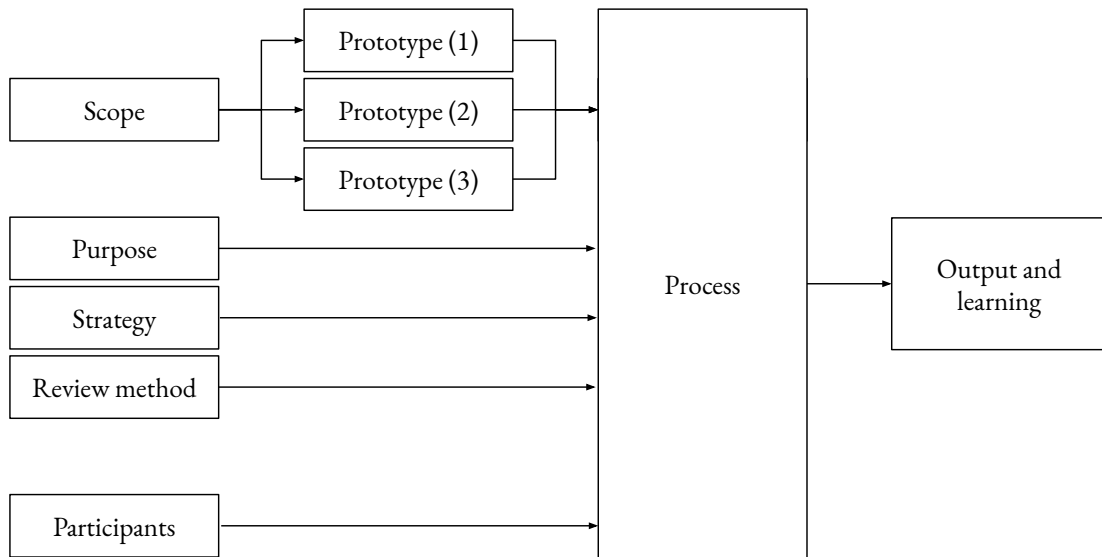 Prototype (1)
Scope
Prototype (2)
Prototype (3)
Purpose
Strategy
Review method
Participants
Process
Output and
learning